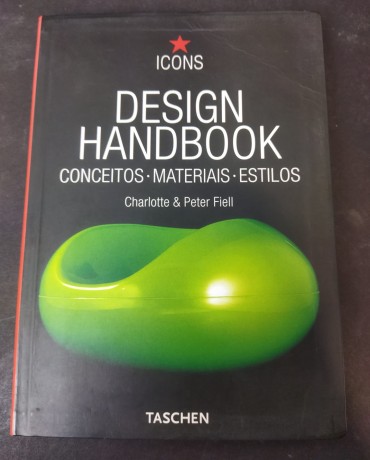 ICONS
DESIGN
HANDBOOK
CONCEITOS · MATERIAIS · ESTILOS
Charlotte & Peter Fiell
TASCHEN